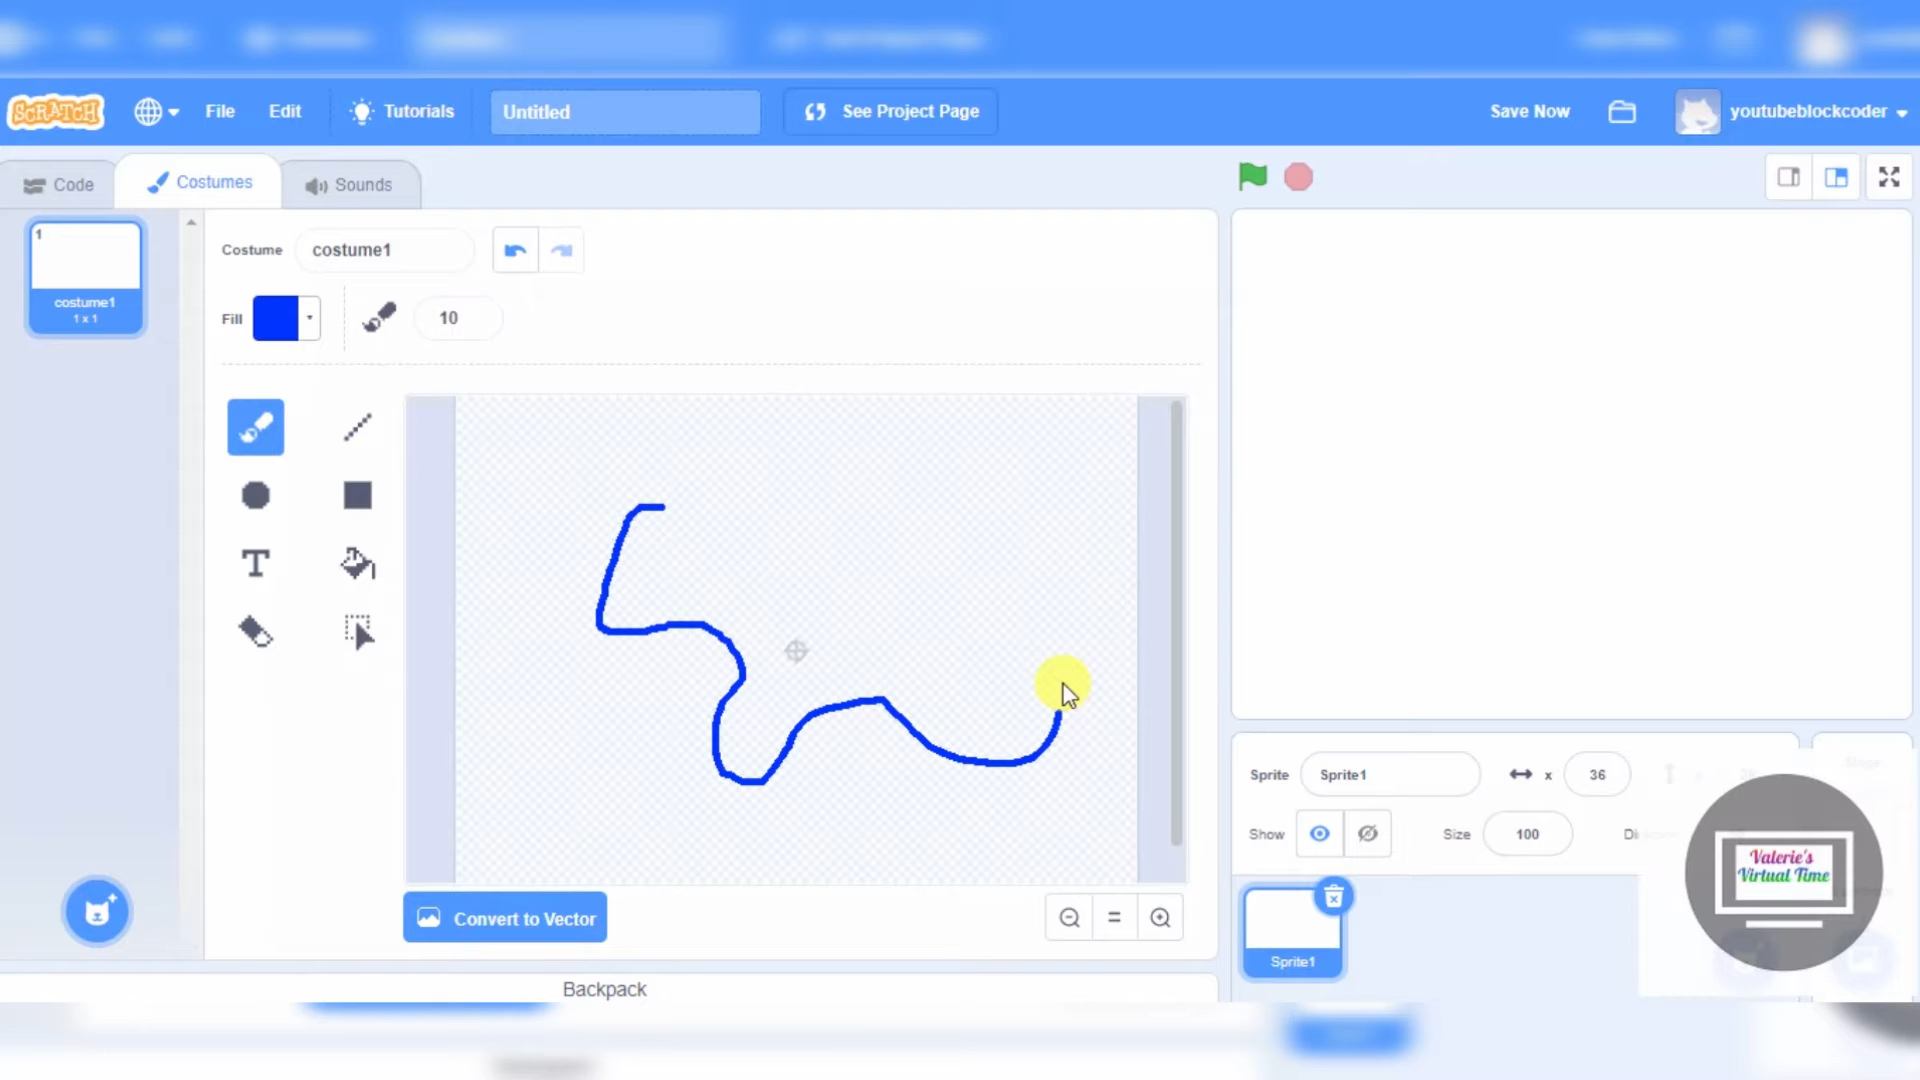 SCRATCH File Edit Tutorials Untitled See Project Page Save Now youtubeblockcoder
Code Costumes Sounds
1
costume1
1 x 1
Costume costume1
Fill 10
T
Convert to Vector
=
Backpack
Sprite Sprite1 x 36
Show Size 100
Sprite1
Valerie's
Virtual Time